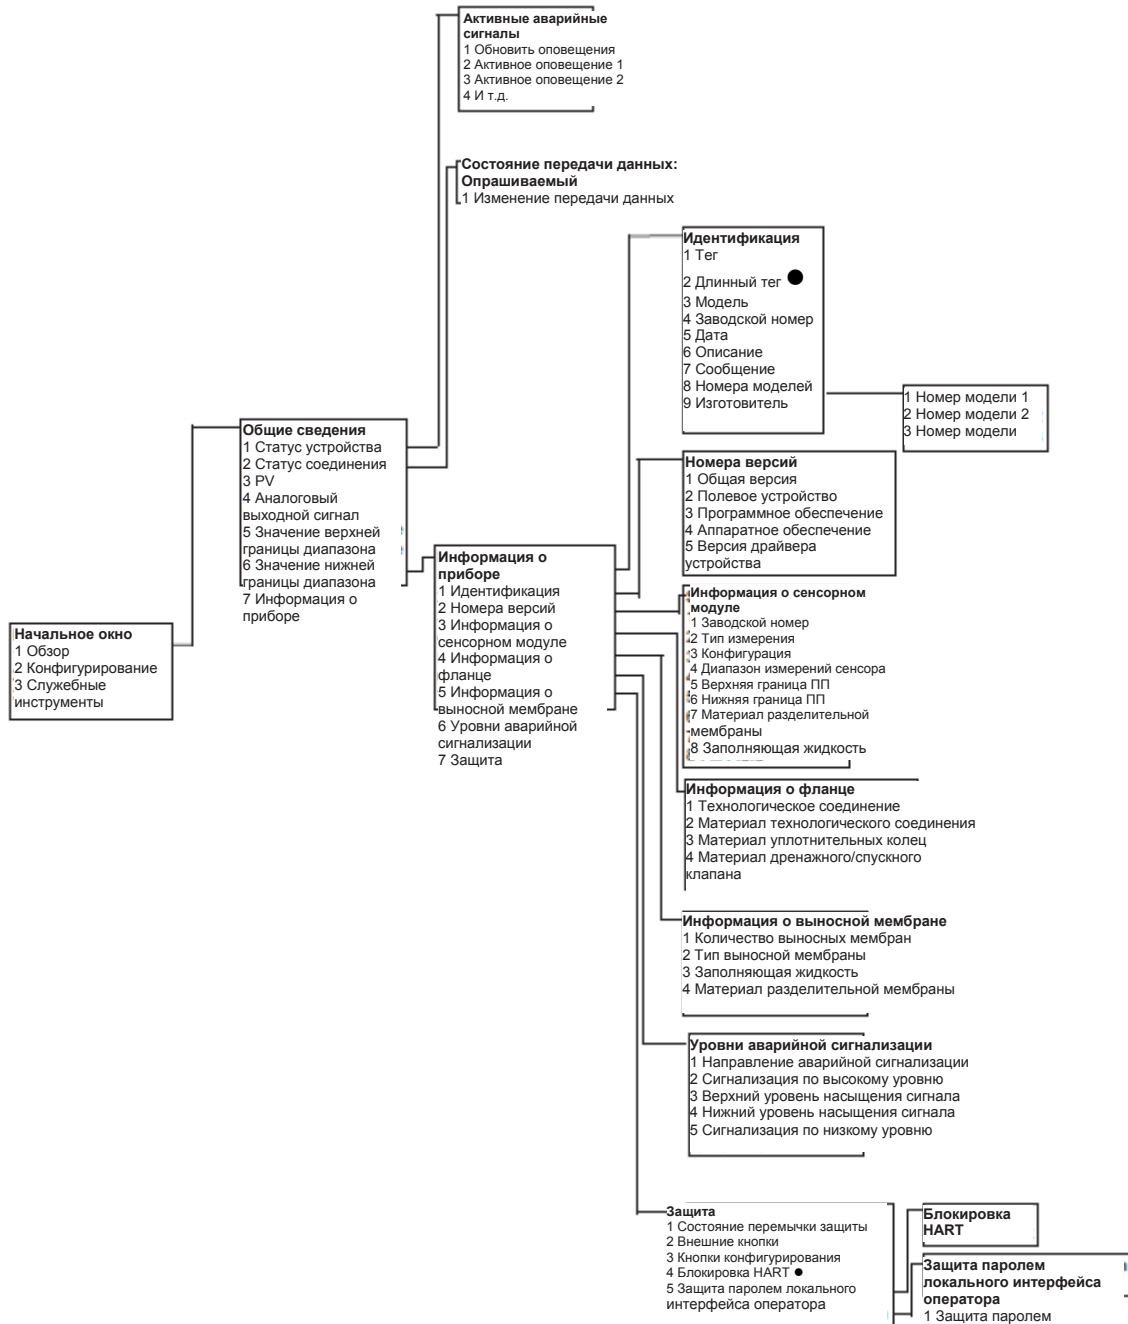 Активные аварийные
сигналы
1 Обновить оповещения
2 Активное оповещение 1
3 Активное оповещение 2
4 И т.д.
Состояние передачи данных:
Опрашиваемый
1 Изменение передачи данных
Идентификация
1 Тег
2 Длинный тег ●
3 Модель
4 Заводской номер
5 Дата
6 Описание
7 Сообщение
8 Номера моделей
9 Изготовитель
1 Номер модели 1
2 Номер модели 2
3 Номер модели
Общие сведения
1 Статус устройства
2 Статус соединения
3 PV
4 Аналоговый
выходной сигнал
5 Значение верхней
границы диапазона
6 Значение нижней
границы диапазона
7 Информация о
приборе
Номера версий
1 Общая версия
2 Полевое устройство
3 Программное обеспечение
4 Аппаратное обеспечение
5 Версия драйвера
устройства
Информация о
приборе
1 Идентификация
2 Номера версий
3 Информация о
сенсорном модуле
4 Информация о
фланце
5 Информация о
выносной мембране
6 Уровни аварийной
сигнализации
7 Защита
Начальное окно
1 Обзор
2 Конфигурирование
3 Служебные
инструменты
Информация о сенсорном
модуле
1 Заводской номер
2 Тип измерения
3 Конфигурация
4 Диапазон измерений сенсора
5 Верхняя граница ПП
6 Нижняя граница ПП
7 Материал разделительной
мембраны
8 Заполняющая жидкость
Информация о фланце
1 Технологическое соединение
2 Материал технологического соединения
3 Материал уплотнительных колец
4 Материал дренажного/спускного
клапана
Информация о выносной мембране
1 Количество выносных мембран
2 Тип выносной мембраны
3 Заполняющая жидкость
4 Материал разделительной мембраны
Уровни аварийной сигнализации
1 Направление аварийной сигнализации
2 Сигнализация по высокому уровню
3 Верхний уровень насыщения сигнала
4 Нижний уровень насыщения сигнала
5 Сигнализация по низкому уровню
Защита
1 Состояние перемычки защиты
2 Внешние кнопки
3 Кнопки конфигурирования
4 Блокировка HART ●
5 Защита паролем локального
интерфейса оператора
Блокировка
HART
Защита паролем
локального интерфейса
оператора
1 Защита паролем